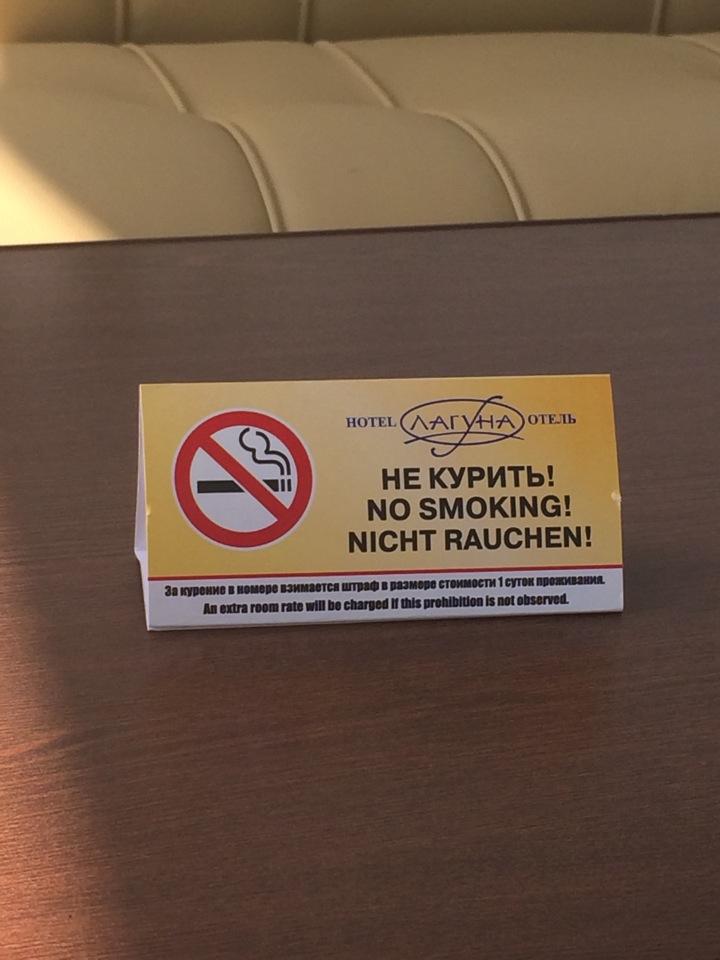 HOTEL ЛАГУНА ОТЕЛЬ
НЕ КУРИТЬ!
NO SMOKING!
NICHT RAUCHEN!
За курение в номере взимается штраф в размере стоимости 1 суток проживания.
An extra room rate will be charged if this prohibition is not observed.